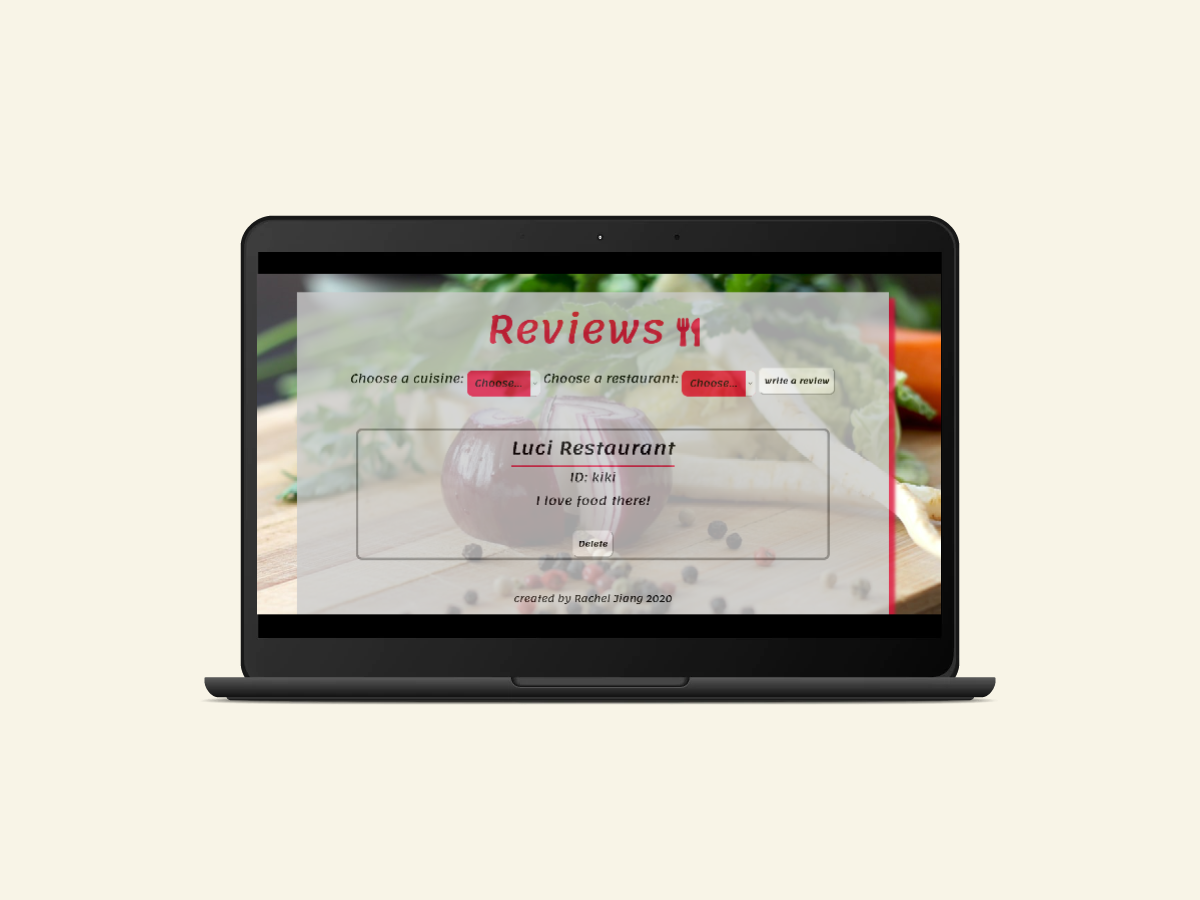 Reviews
Choose a cuisine: Choose... Choose a restaurant: Choose... write a review
Luci Restaurant
ID: kiki
I love food there!
Delete
created by Rachel Jiang 2020